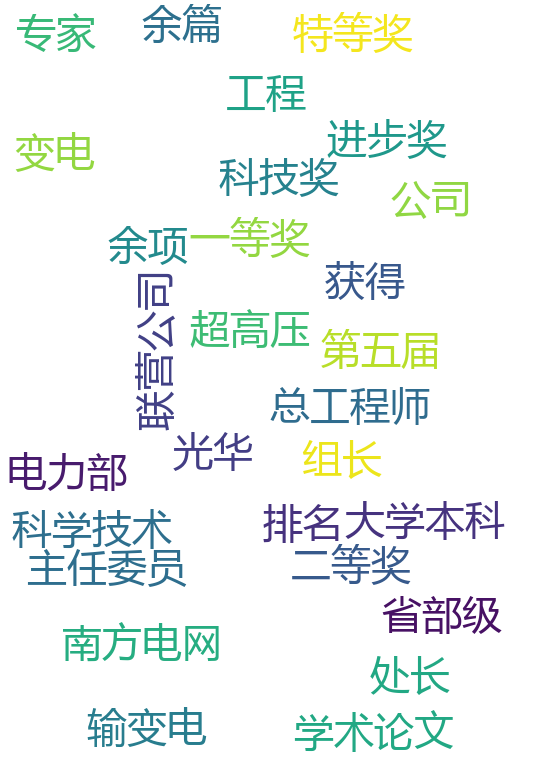 专家
余篇
特等奖
工程
进步奖
变电
科技奖
公司
余项
一等奖
获得
联营公司
超高压
第五届
总工程师
光华
组长
电力部
科学技术
排名
大学本科
主任委员
二等奖
省部级
南方电网
处长
输变电
学术论文